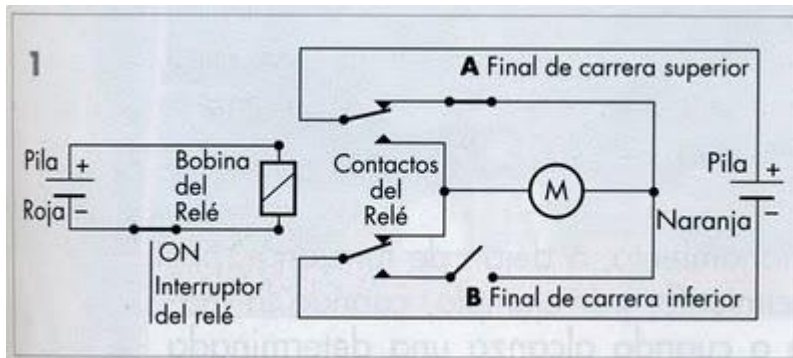 1
A Final de carrera superior
Pila
+
Roja
−
Bobina
del
Relé
Contactos
del
Relé
M
Pila
+
Naranja
−
ON
Interruptor
del relé
B Final de carrera inferior